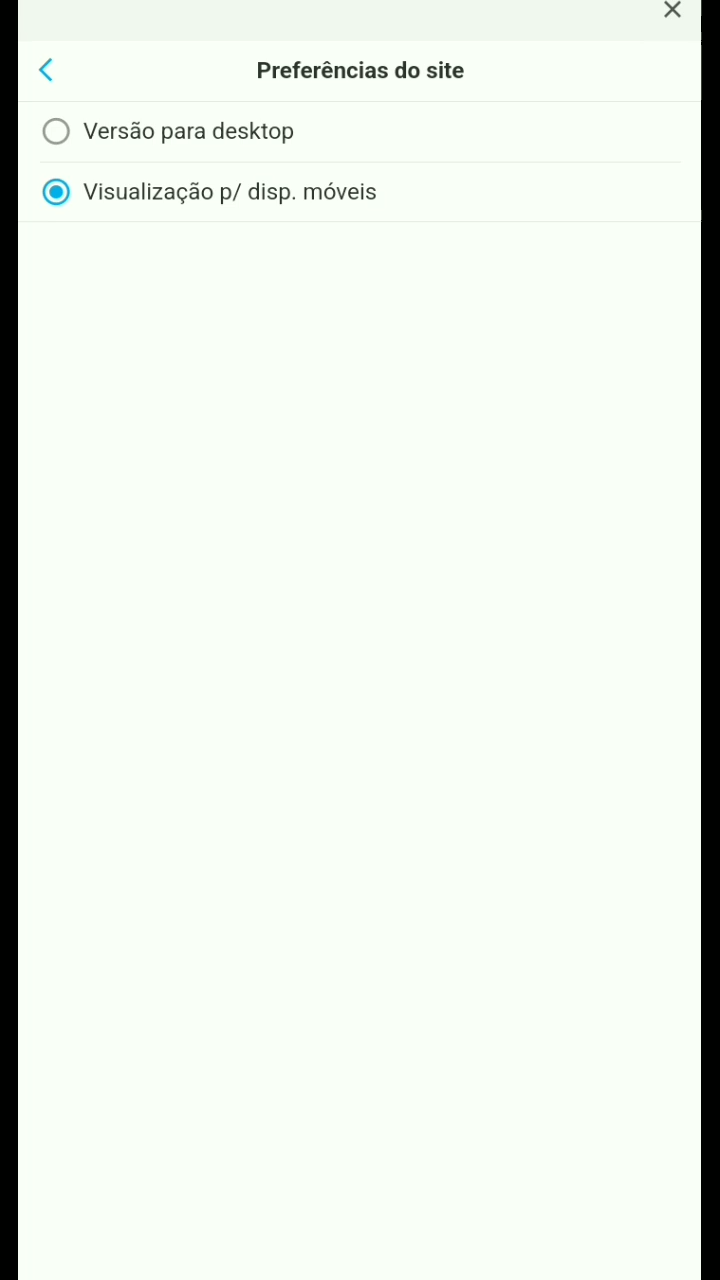 Preferências do site
Versão para desktop
Visualização p/ disp. móveis